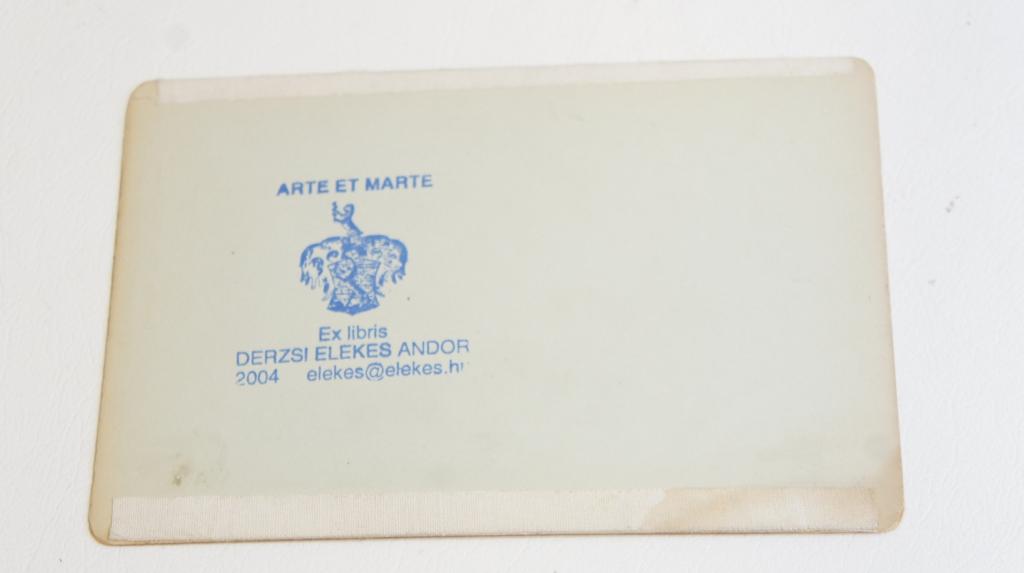 ARTE ET MARTE
Ex libris
DERZSI ELEKES ANDOR
2004 elekes@elekes.hu